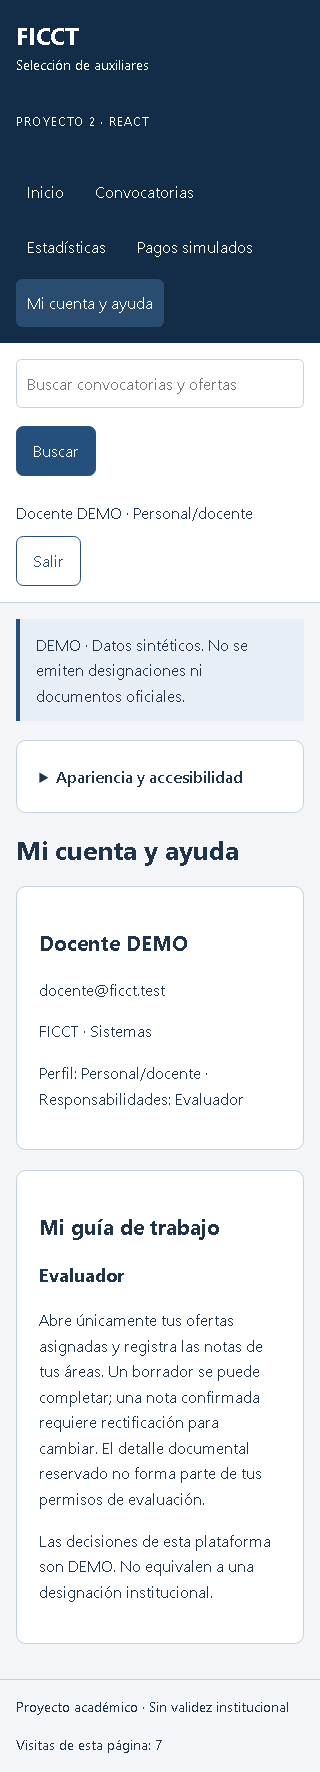 FICCT
Selección de auxiliares
PROYECTO 2 · REACT
Inicio
Convocatorias
Estadísticas
Pagos simulados
Mi cuenta y ayuda
Buscar convocatorias y ofertas
Buscar
Docente DEMO · Personal/docente
Salir
DEMO · Datos sintéticos. No se
emiten designaciones ni
documentos oficiales.
Apariencia y accesibilidad
Mi cuenta y ayuda
Docente DEMO
docente@ficct.test
FICCT · Sistemas
Perfil: Personal/docente ·
Responsabilidades: Evaluador
Mi guía de trabajo
Evaluador
Abre únicamente tus ofertas
asignadas y registra las notas de
tus áreas. Un borrador se puede
completar; una nota confirmada
requiere rectificación para
cambiar. El detalle documental
reservado no forma parte de tus
permisos de evaluación.
Las decisiones de esta plataforma
son DEMO. No equivalen a una
designación institucional.
Proyecto académico · Sin validez institucional
Visitas de esta página: 7